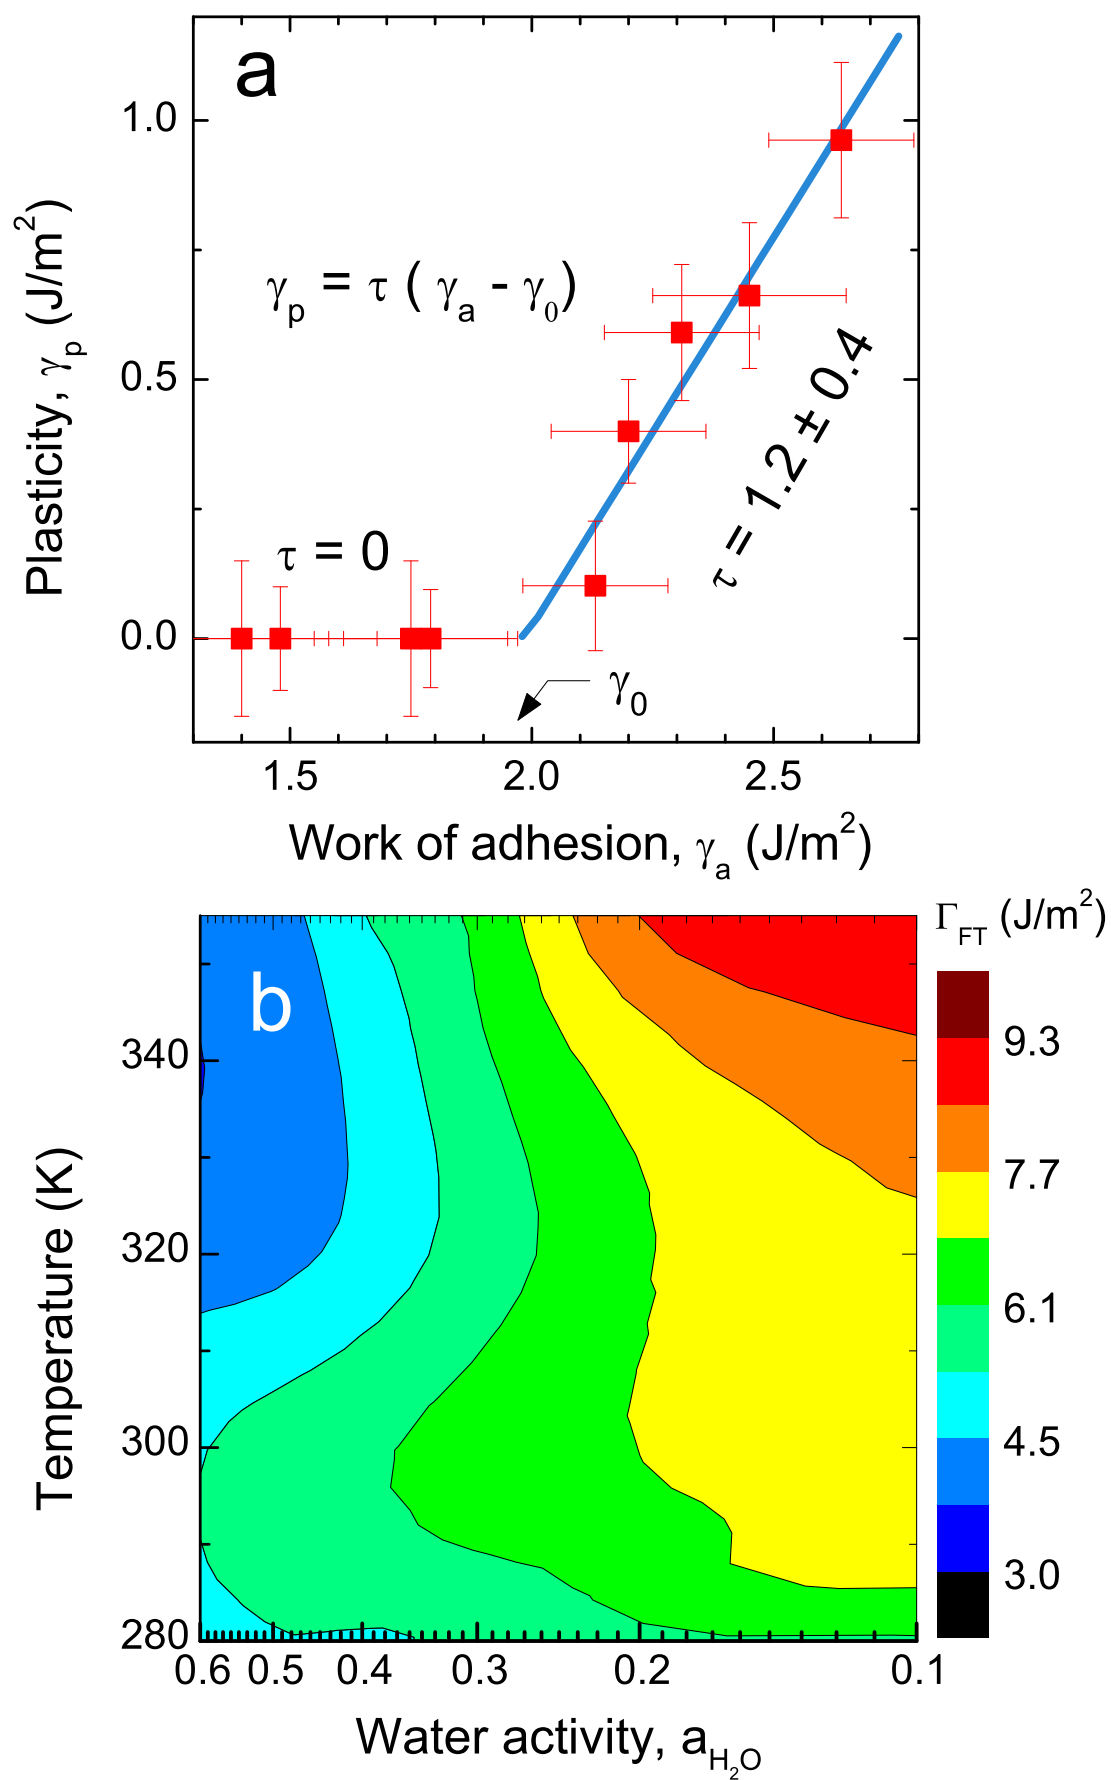 a
1.0
0.5
0.0
Plasticity, γp (J/m²)
γp = τ ( γa - γ0)
τ = 0
τ = 1.2 ± 0.4
γ0
1.5 2.0 2.5
Work of adhesion, γa (J/m²)
b
ΓFT (J/m²)
9.3
7.7
6.1
4.5
3.0
340
320
300
280
Temperature (K)
0.6 0.5 0.4 0.3 0.2 0.1
Water activity, aH₂O